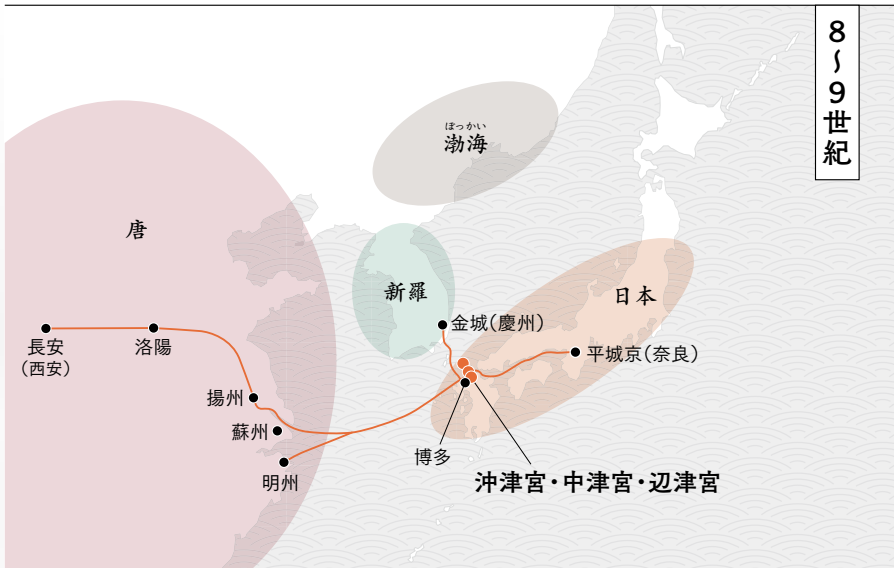 8〜9世紀
ぼっかい
渤海
唐
新羅
日本
金城(慶州)
長安
(西安)
洛陽
平城京(奈良)
揚州
蘇州
明州
博多
沖津宮・中津宮・辺津宮